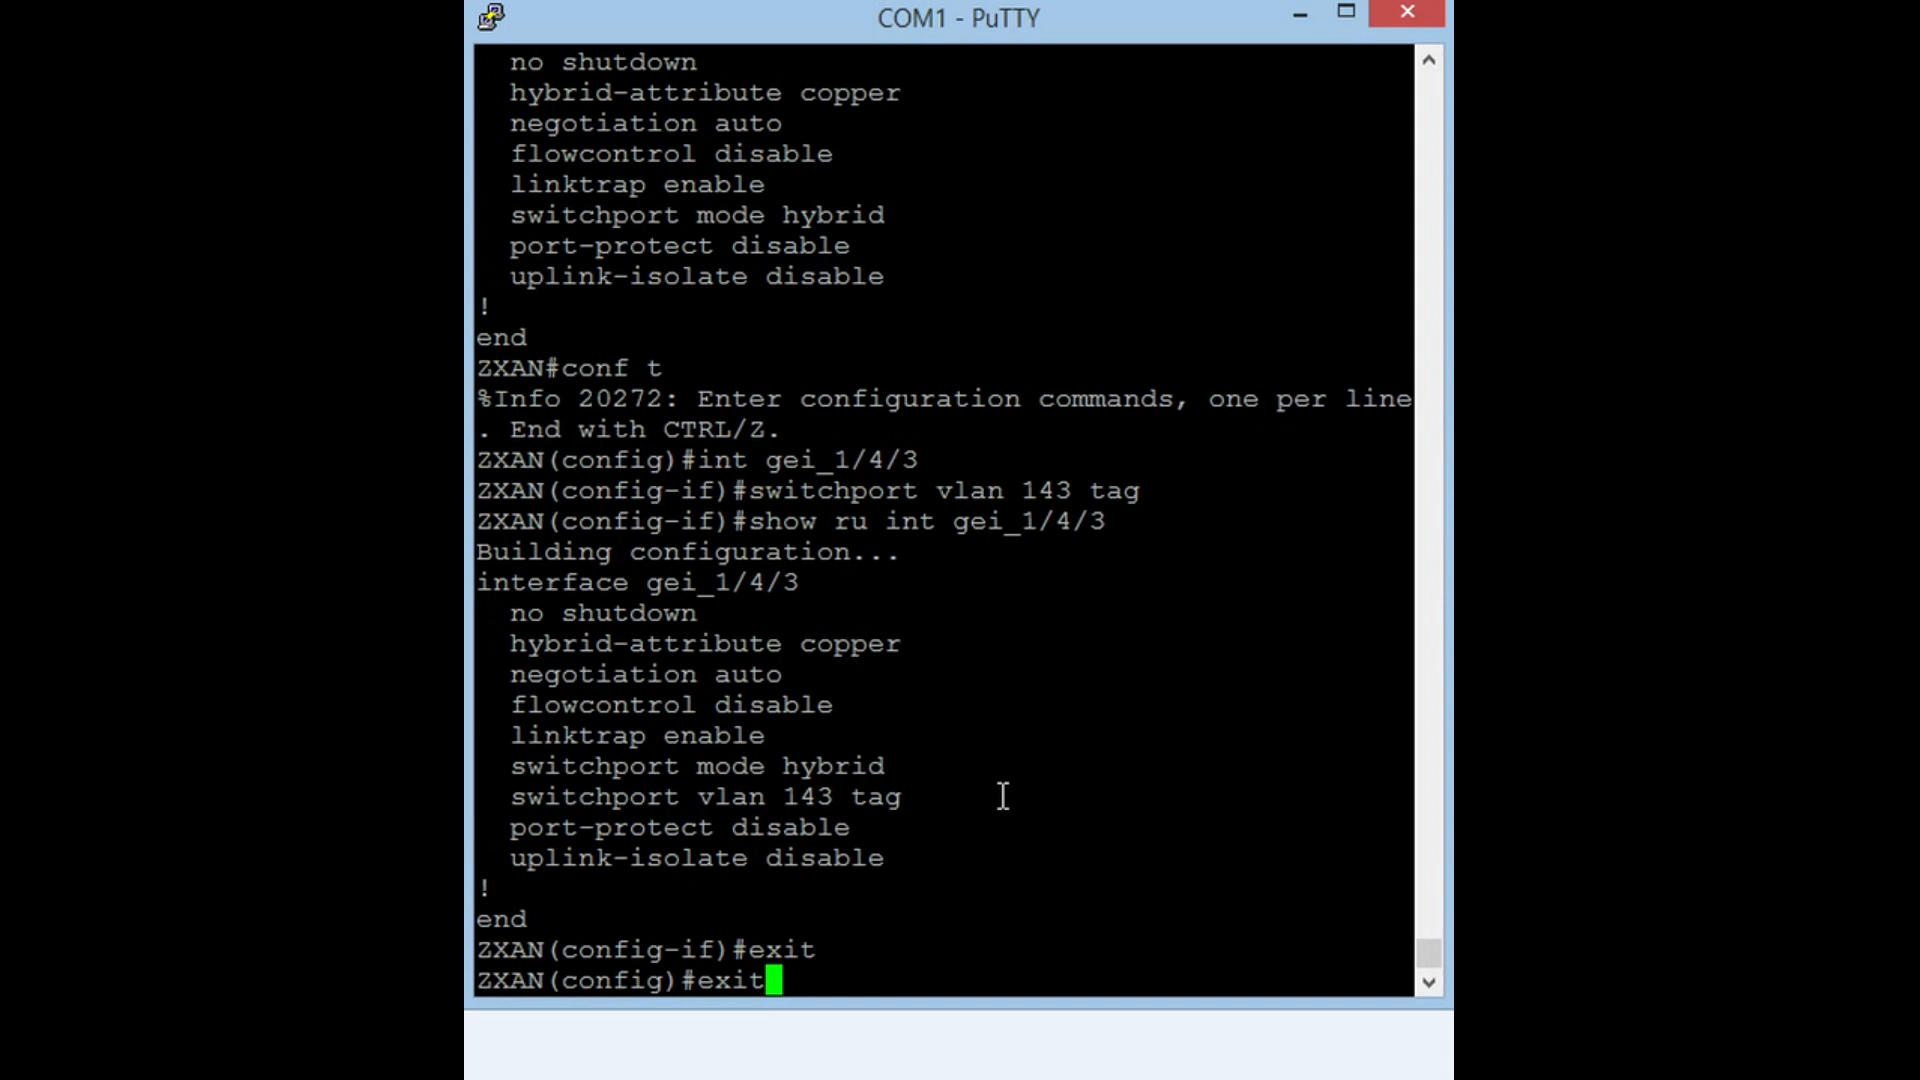 COM1 - PuTTY
no shutdown
hybrid-attribute copper
negotiation auto
flowcontrol disable
linktrap enable
switchport mode hybrid
port-protect disable
uplink-isolate disable
!
end
ZXAN#conf t
%Info 20272: Enter configuration commands, one per line
. End with CTRL/Z.
ZXAN(config)#int gei_1/4/3
ZXAN(config-if)#switchport vlan 143 tag
ZXAN(config-if)#show ru int gei_1/4/3
Building configuration...
interface gei_1/4/3
no shutdown
hybrid-attribute copper
negotiation auto
flowcontrol disable
linktrap enable
switchport mode hybrid
switchport vlan 143 tag
port-protect disable
uplink-isolate disable
!
end
ZXAN(config-if)#exit
ZXAN(config)#exit